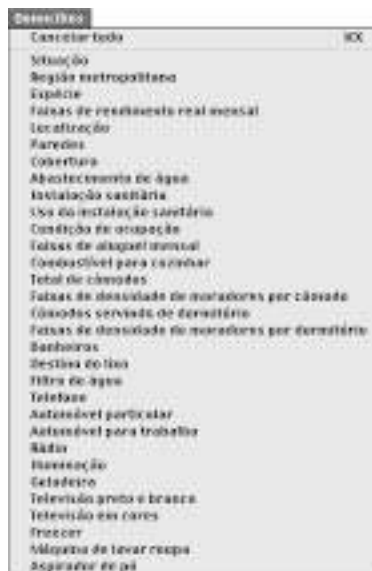 Domicílios
Cancelar tudo ⌘X
Situação
Região metropolitana
Espécie
Faixas de rendimento real mensal
Localização
Paredes
Cobertura
Abastecimento de água
Instalação sanitária
Uso da instalação sanitária
Condição de ocupação
Faixas de aluguel mensal
Combustível para cozinhar
Total de cômodos
Faixas de densidade de moradores por cômodo
Cômodos servindo de dormitório
Faixas de densidade de moradores por dormitório
Banheiros
Destino do lixo
Filtro de água
Telefone
Automóvel particular
Automóvel para trabalho
Rádio
Iluminação
Geladeira
Televisão preto e branco
Televisão em cores
Freezer
Máquina de lavar roupa
Aspirador de pó